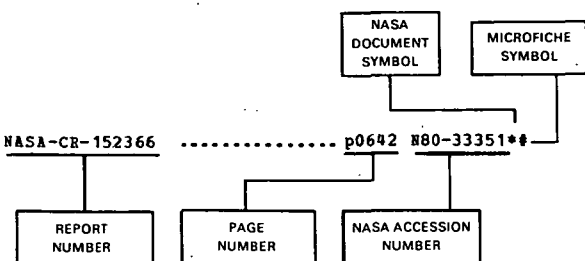 NASA
DOCUMENT
SYMBOL
MICROFICHE
SYMBOL
NASA-CR-152366 .................. p0642 N80-33351*#
REPORT
NUMBER
PAGE
NUMBER
NASA ACCESSION
NUMBER